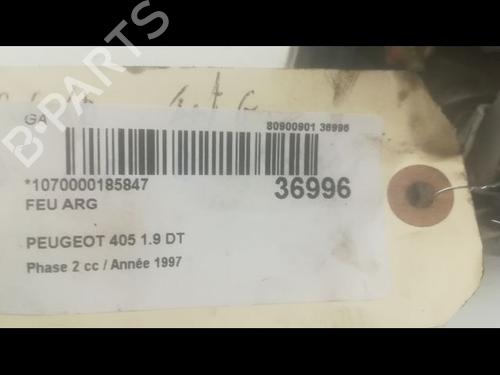 B-PARTS
GA
80900901 36996
*1070000185847
36996
FEU ARG
PEUGEOT 405 1.9 DT
Phase 2 cc / Année 1997